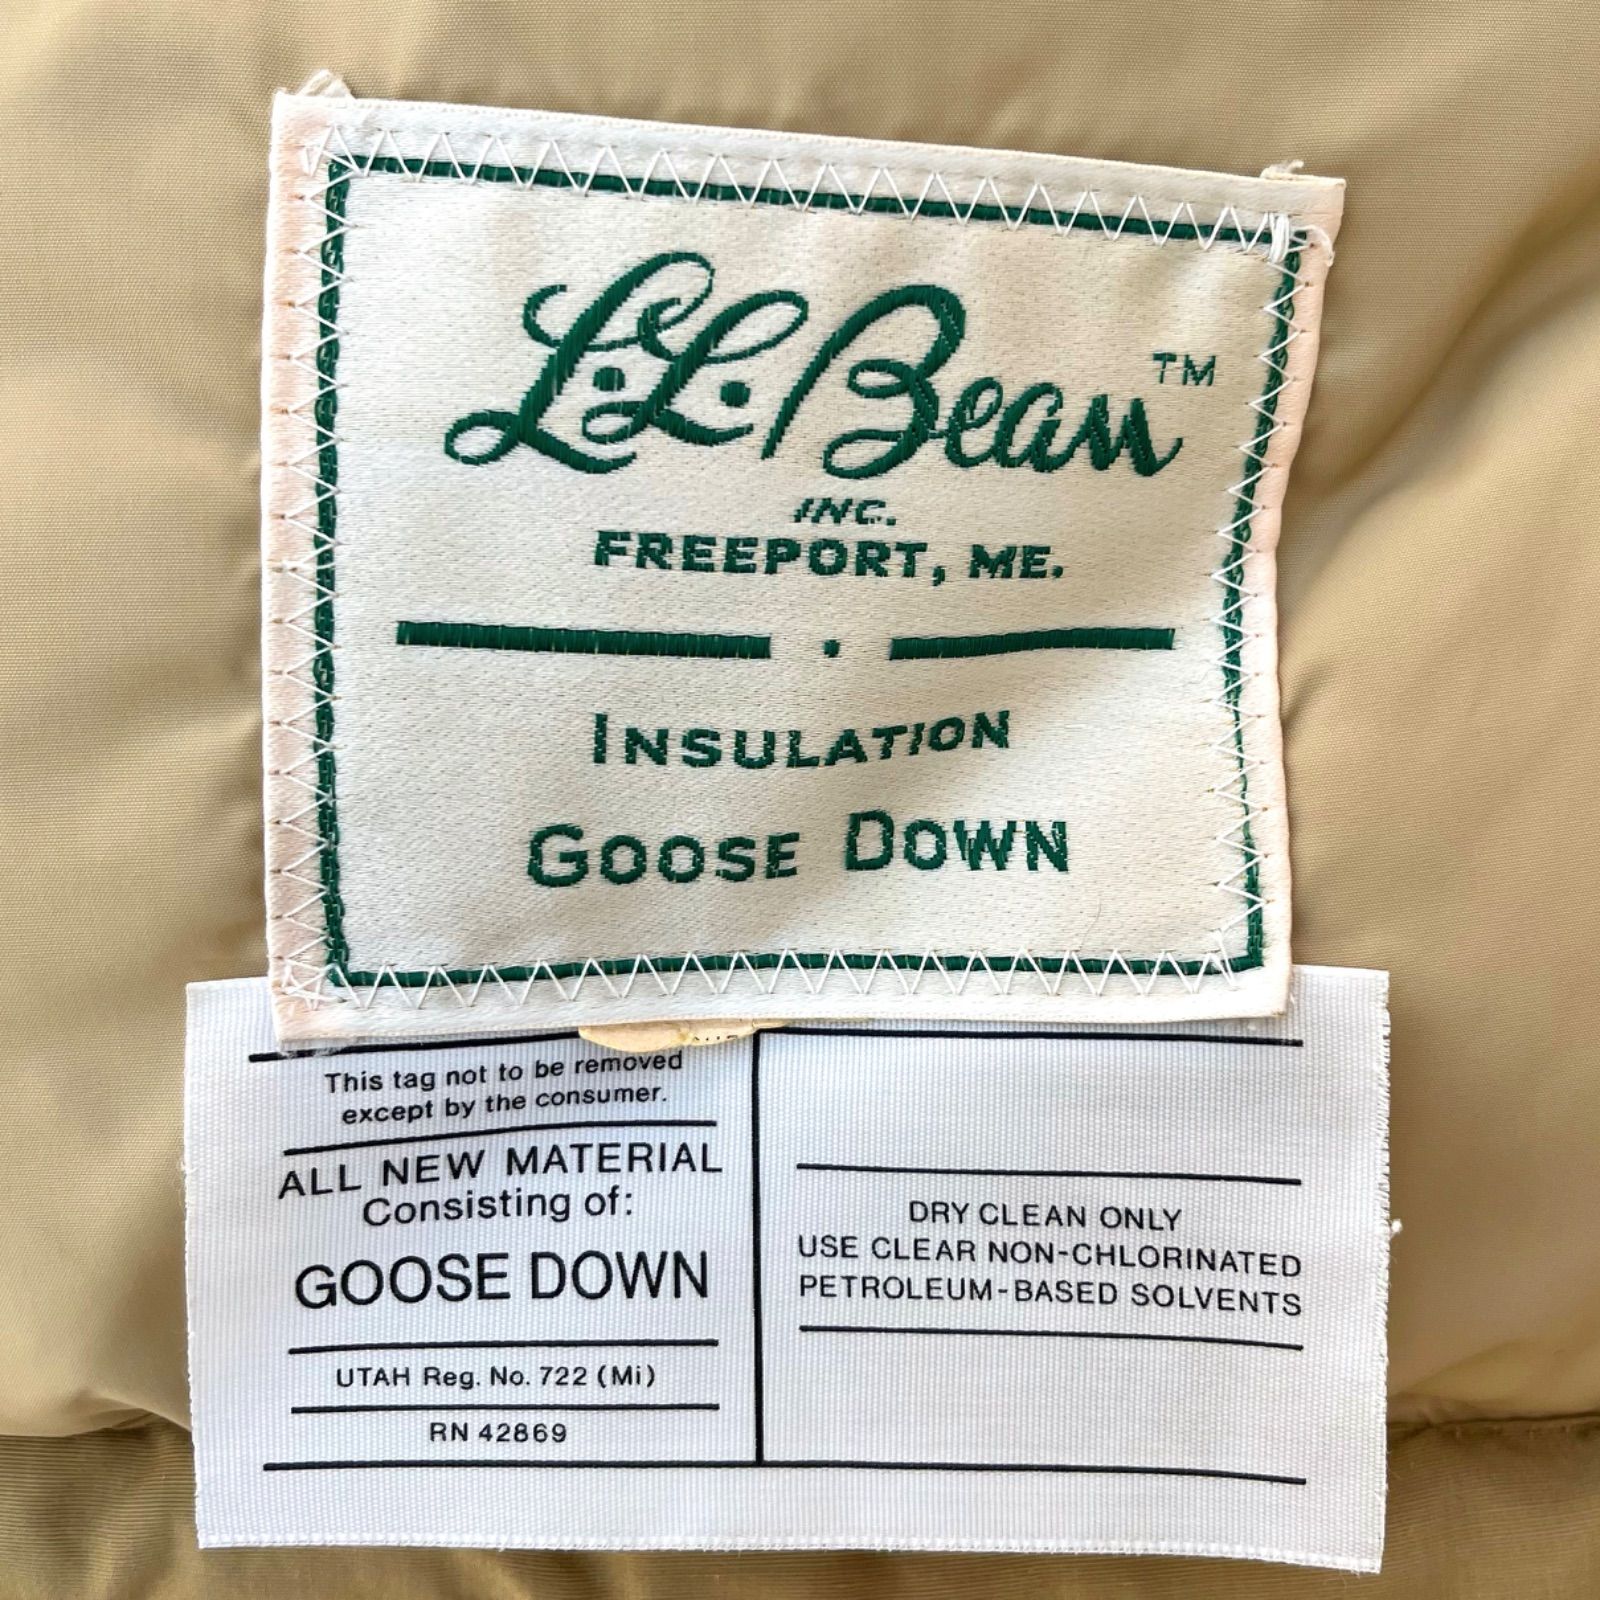 L.L.Bean™
INC.
FREEPORT, ME.
INSULATION
GOOSE DOWN
This tag not to be removed
except by the consumer.
ALL NEW MATERIAL
Consisting of:
GOOSE DOWN
UTAH Reg. No. 722 (Mi)
RN 42869
DRY CLEAN ONLY
USE CLEAR NON-CHLORINATED
PETROLEUM-BASED SOLVENTS